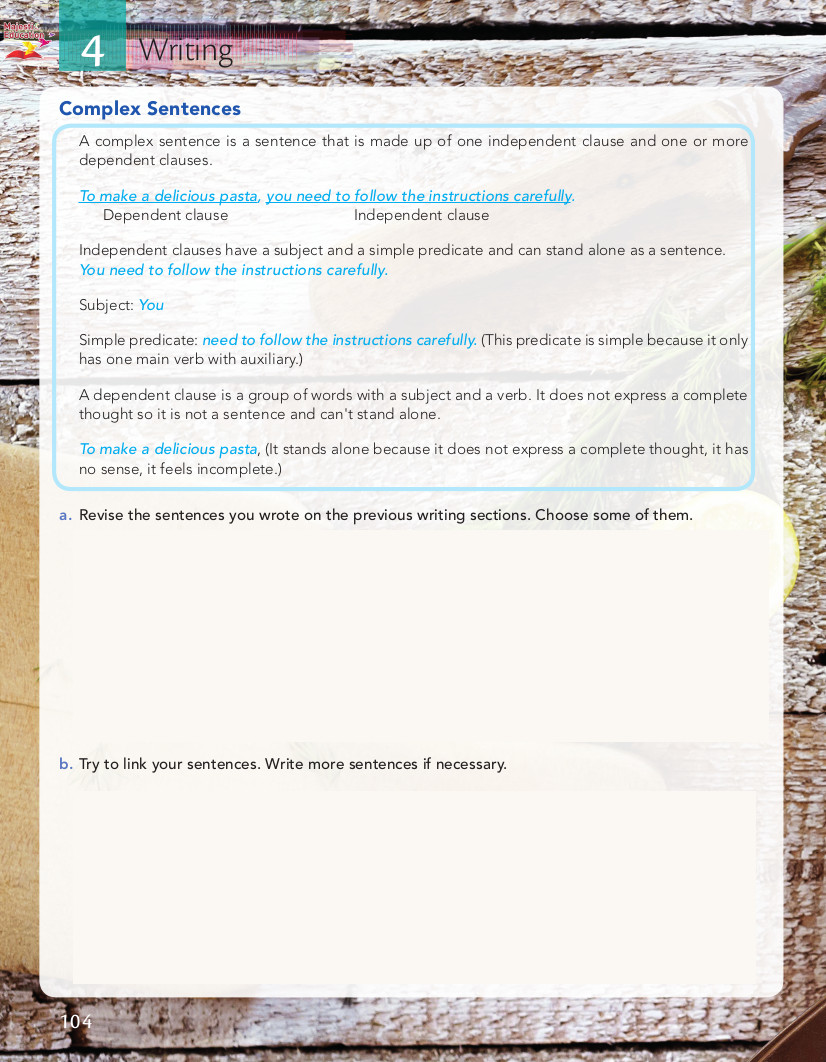 Majestic
Education
4
Writing
Complex Sentences
A complex sentence is a sentence that is made up of one independent clause and one or more
dependent clauses.
To make a delicious pasta, you need to follow the instructions carefully.
Dependent clause Independent clause
Independent clauses have a subject and a simple predicate and can stand alone as a sentence.
You need to follow the instructions carefully.
Subject: You
Simple predicate: need to follow the instructions carefully. (This predicate is simple because it only
has one main verb with auxiliary.)
A dependent clause is a group of words with a subject and a verb. It does not express a complete
thought so it is not a sentence and can't stand alone.
To make a delicious pasta, (It stands alone because it does not express a complete thought, it has
no sense, it feels incomplete.)
a. Revise the sentences you wrote on the previous writing sections. Choose some of them.
b. Try to link your sentences. Write more sentences if necessary.
104